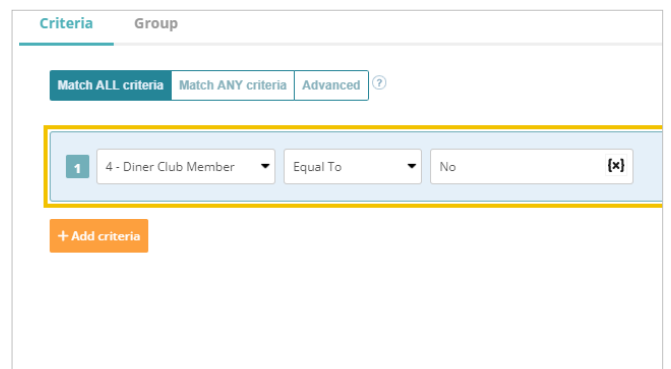 Criteria Group
Match ALL criteria Match ANY criteria Advanced ?
1 4 - Diner Club Member Equal To No {x}
+ Add criteria